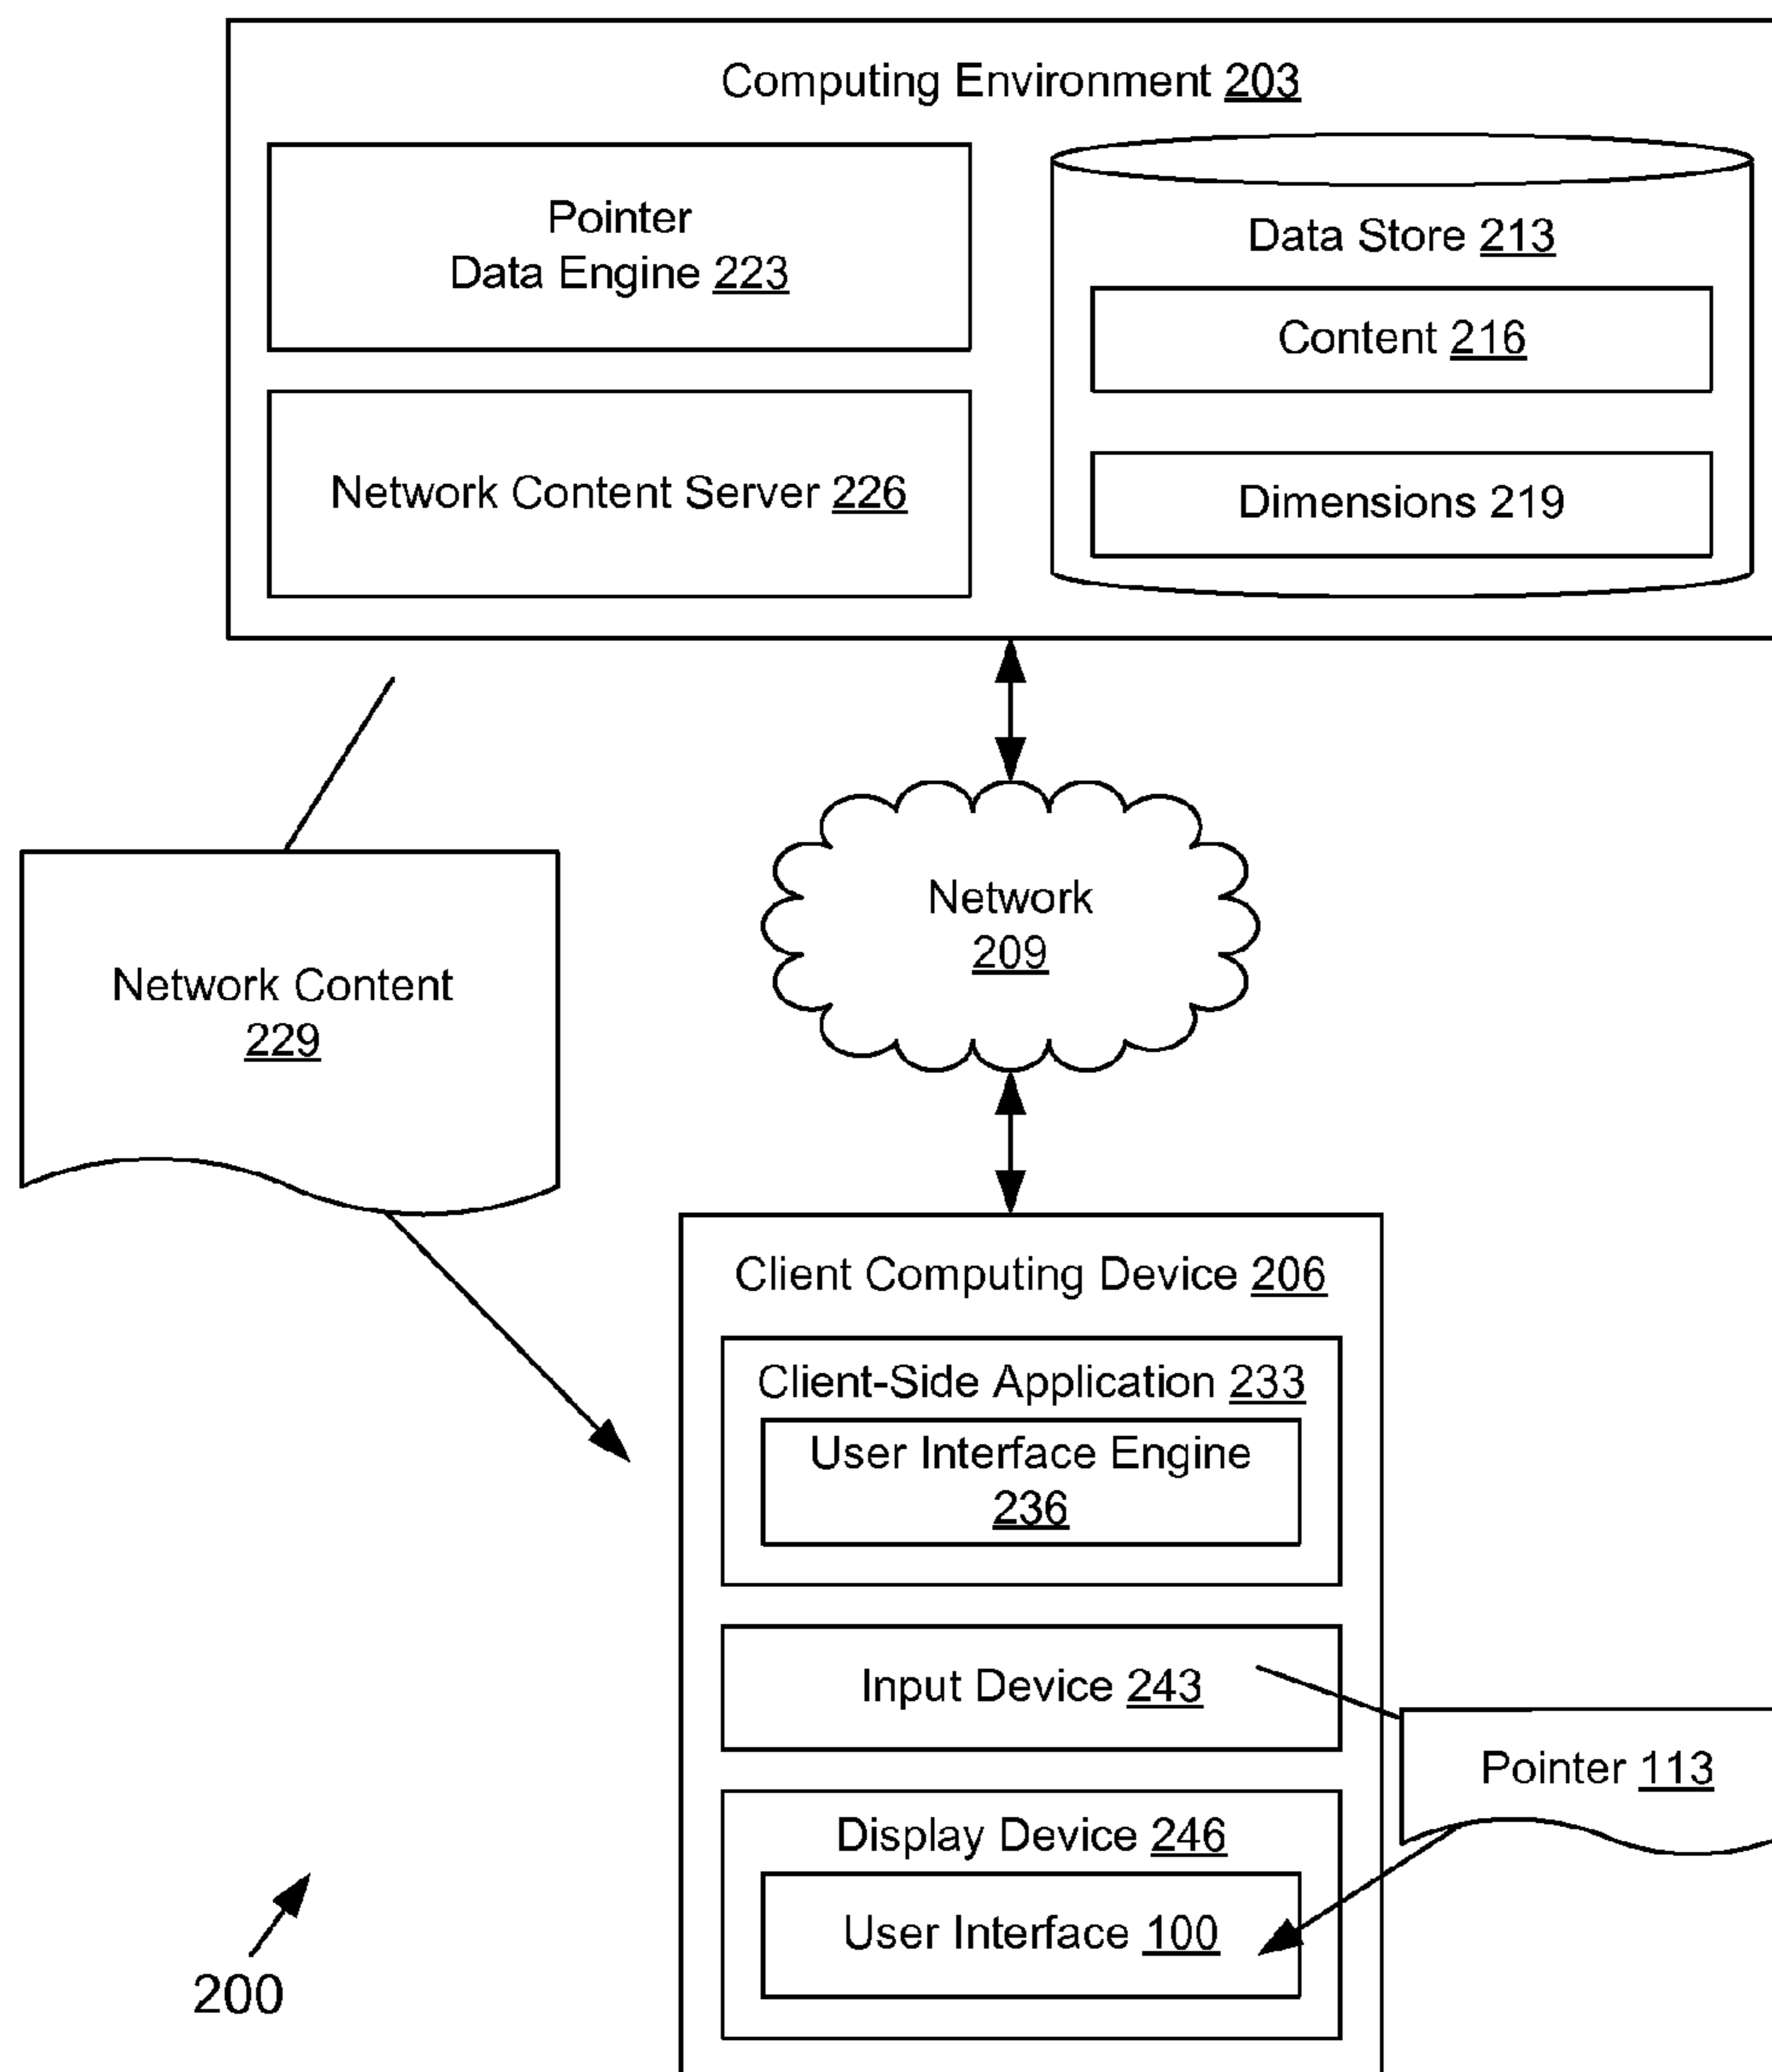 Computing Environment 203
Pointer
Data Engine 223
Network Content Server 226
Data Store 213
Content 216
Dimensions 219
Network
209
Network Content
229
Client Computing Device 206
Client-Side Application 233
User Interface Engine
236
Input Device 243
Pointer 113
Display Device 246
User Interface 100
200